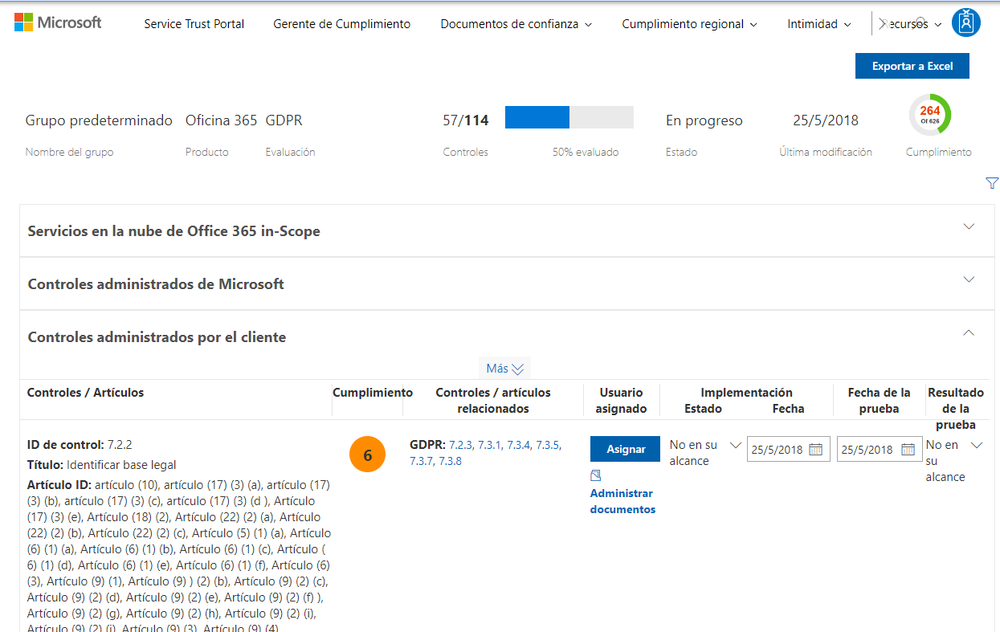 Microsoft
Service Trust Portal
Gerente de Cumplimiento
Documentos de confianza
Cumplimiento regional
Intimidad
Recursos
Exportar a Excel
Grupo predeterminado Oficina 365 GDPR 57/114 En progreso 25/5/2018 264
Of 626
Nombre del grupo Producto Evaluación Controles 50% evaluado Estado Última modificación Cumplimiento
Servicios en la nube de Office 365 in-Scope
Controles administrados de Microsoft
Controles administrados por el cliente
Más
Controles / Artículos
Cumplimiento
Controles / artículos
relacionados
Usuario
asignado
Implementación
Estado Fecha
Fecha de la
prueba
Resultado
de la
prueba
ID de control: 7.2.2
Título: Identificar base legal
Artículo ID: artículo (10), artículo (17) (3) (a), artículo (17)
(3) (b), artículo (17) (3) (c), artículo (17) (3) (d ), Artículo
(17) (3) (e), Artículo (18) (2), Artículo (22) (2) (a), Artículo
(22) (2) (b), Artículo (22) (2) (c), Artículo (5) (1) (a), Artículo
(6) (1) (a), Artículo (6) (1) (b), Artículo (6) (1) (c), Artículo (
6) (1) (d), Artículo (6) (1) (e), Artículo (6) (1) (f), Artículo (6)
(3), Artículo (9) (1), Artículo (9) ) (2) (b), Artículo (9) (2) (c),
Artículo (9) (2) (d), Artículo (9) (2) (e), Artículo (9) (2) (f) ),
Artículo (9) (2) (g), Artículo (9) (2) (h), Artículo (9) (2) (i),
Artículo (9) (2) (j), Artículo (9) (3), Artículo (9) (4)
6
GDPR: 7.2.3, 7.3.1, 7.3.4, 7.3.5,
7.3.7, 7.3.8
Asignar
Administrar
documentos
No en su
alcance
25/5/2018
25/5/2018
No en
su
alcance